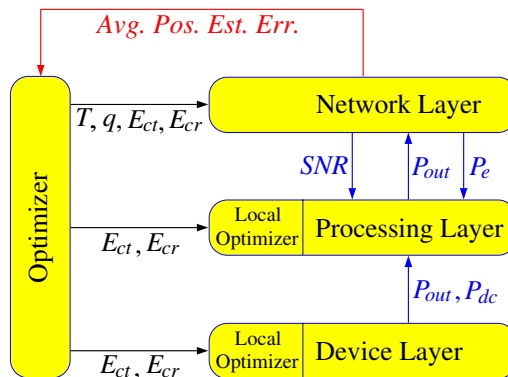 Avg. Pos. Est. Err.
Optimizer
Network Layer
T, q, E_ct, E_cr
SNR
P_out
P_e
Local
Optimizer
Processing Layer
E_ct, E_cr
P_out, P_dc
Local
Optimizer
Device Layer
E_ct, E_cr